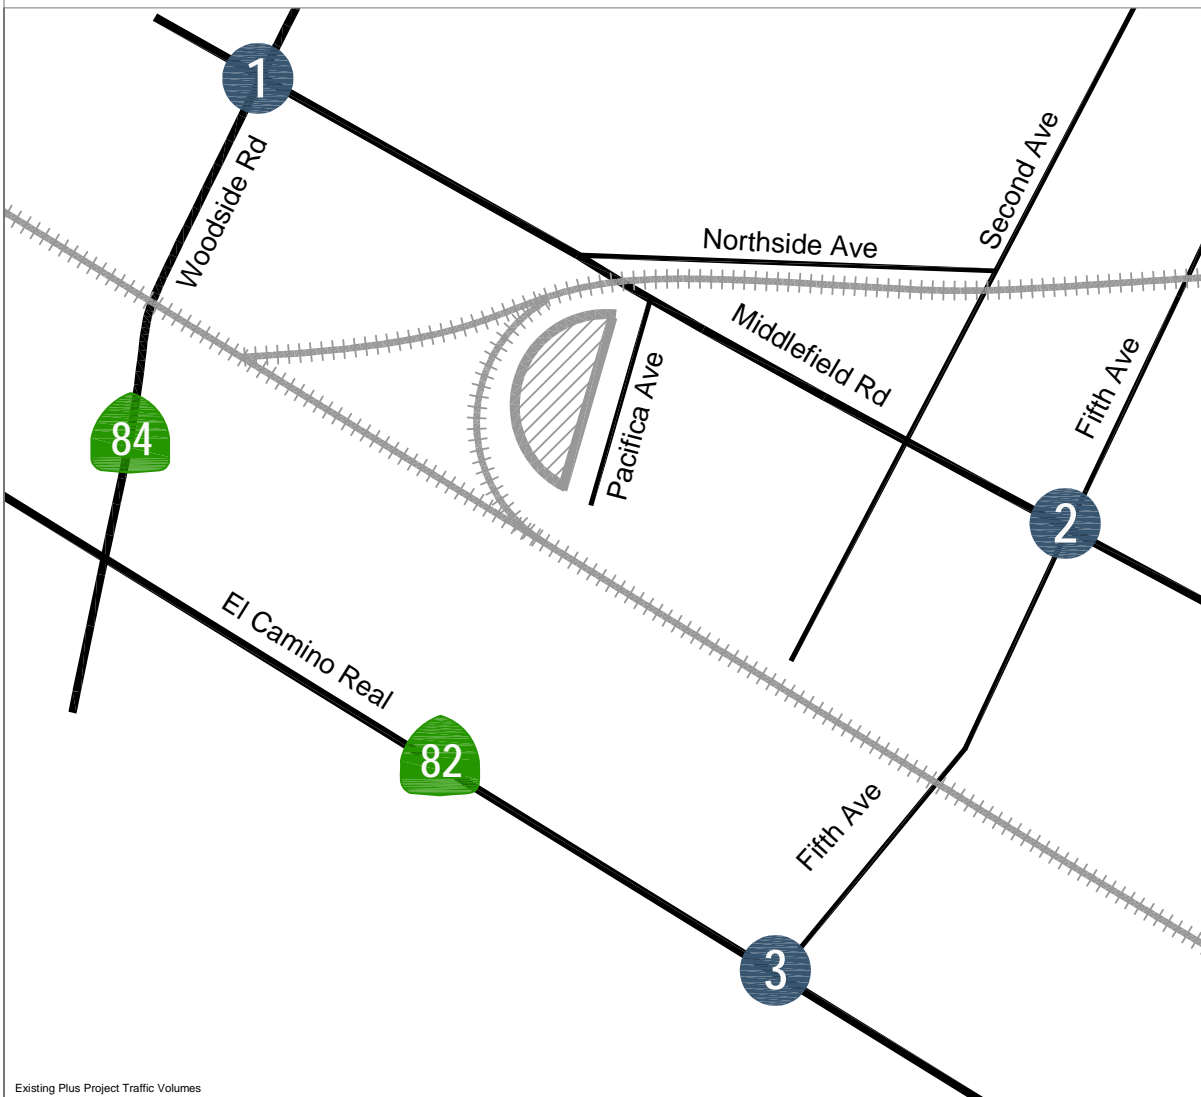 1
Woodside Rd
Second Ave
Northside Ave
Middlefield Rd
Fifth Ave
Pacifica Ave
84
2
El Camino Real
82
Fifth Ave
3
Existing Plus Project Traffic Volumes